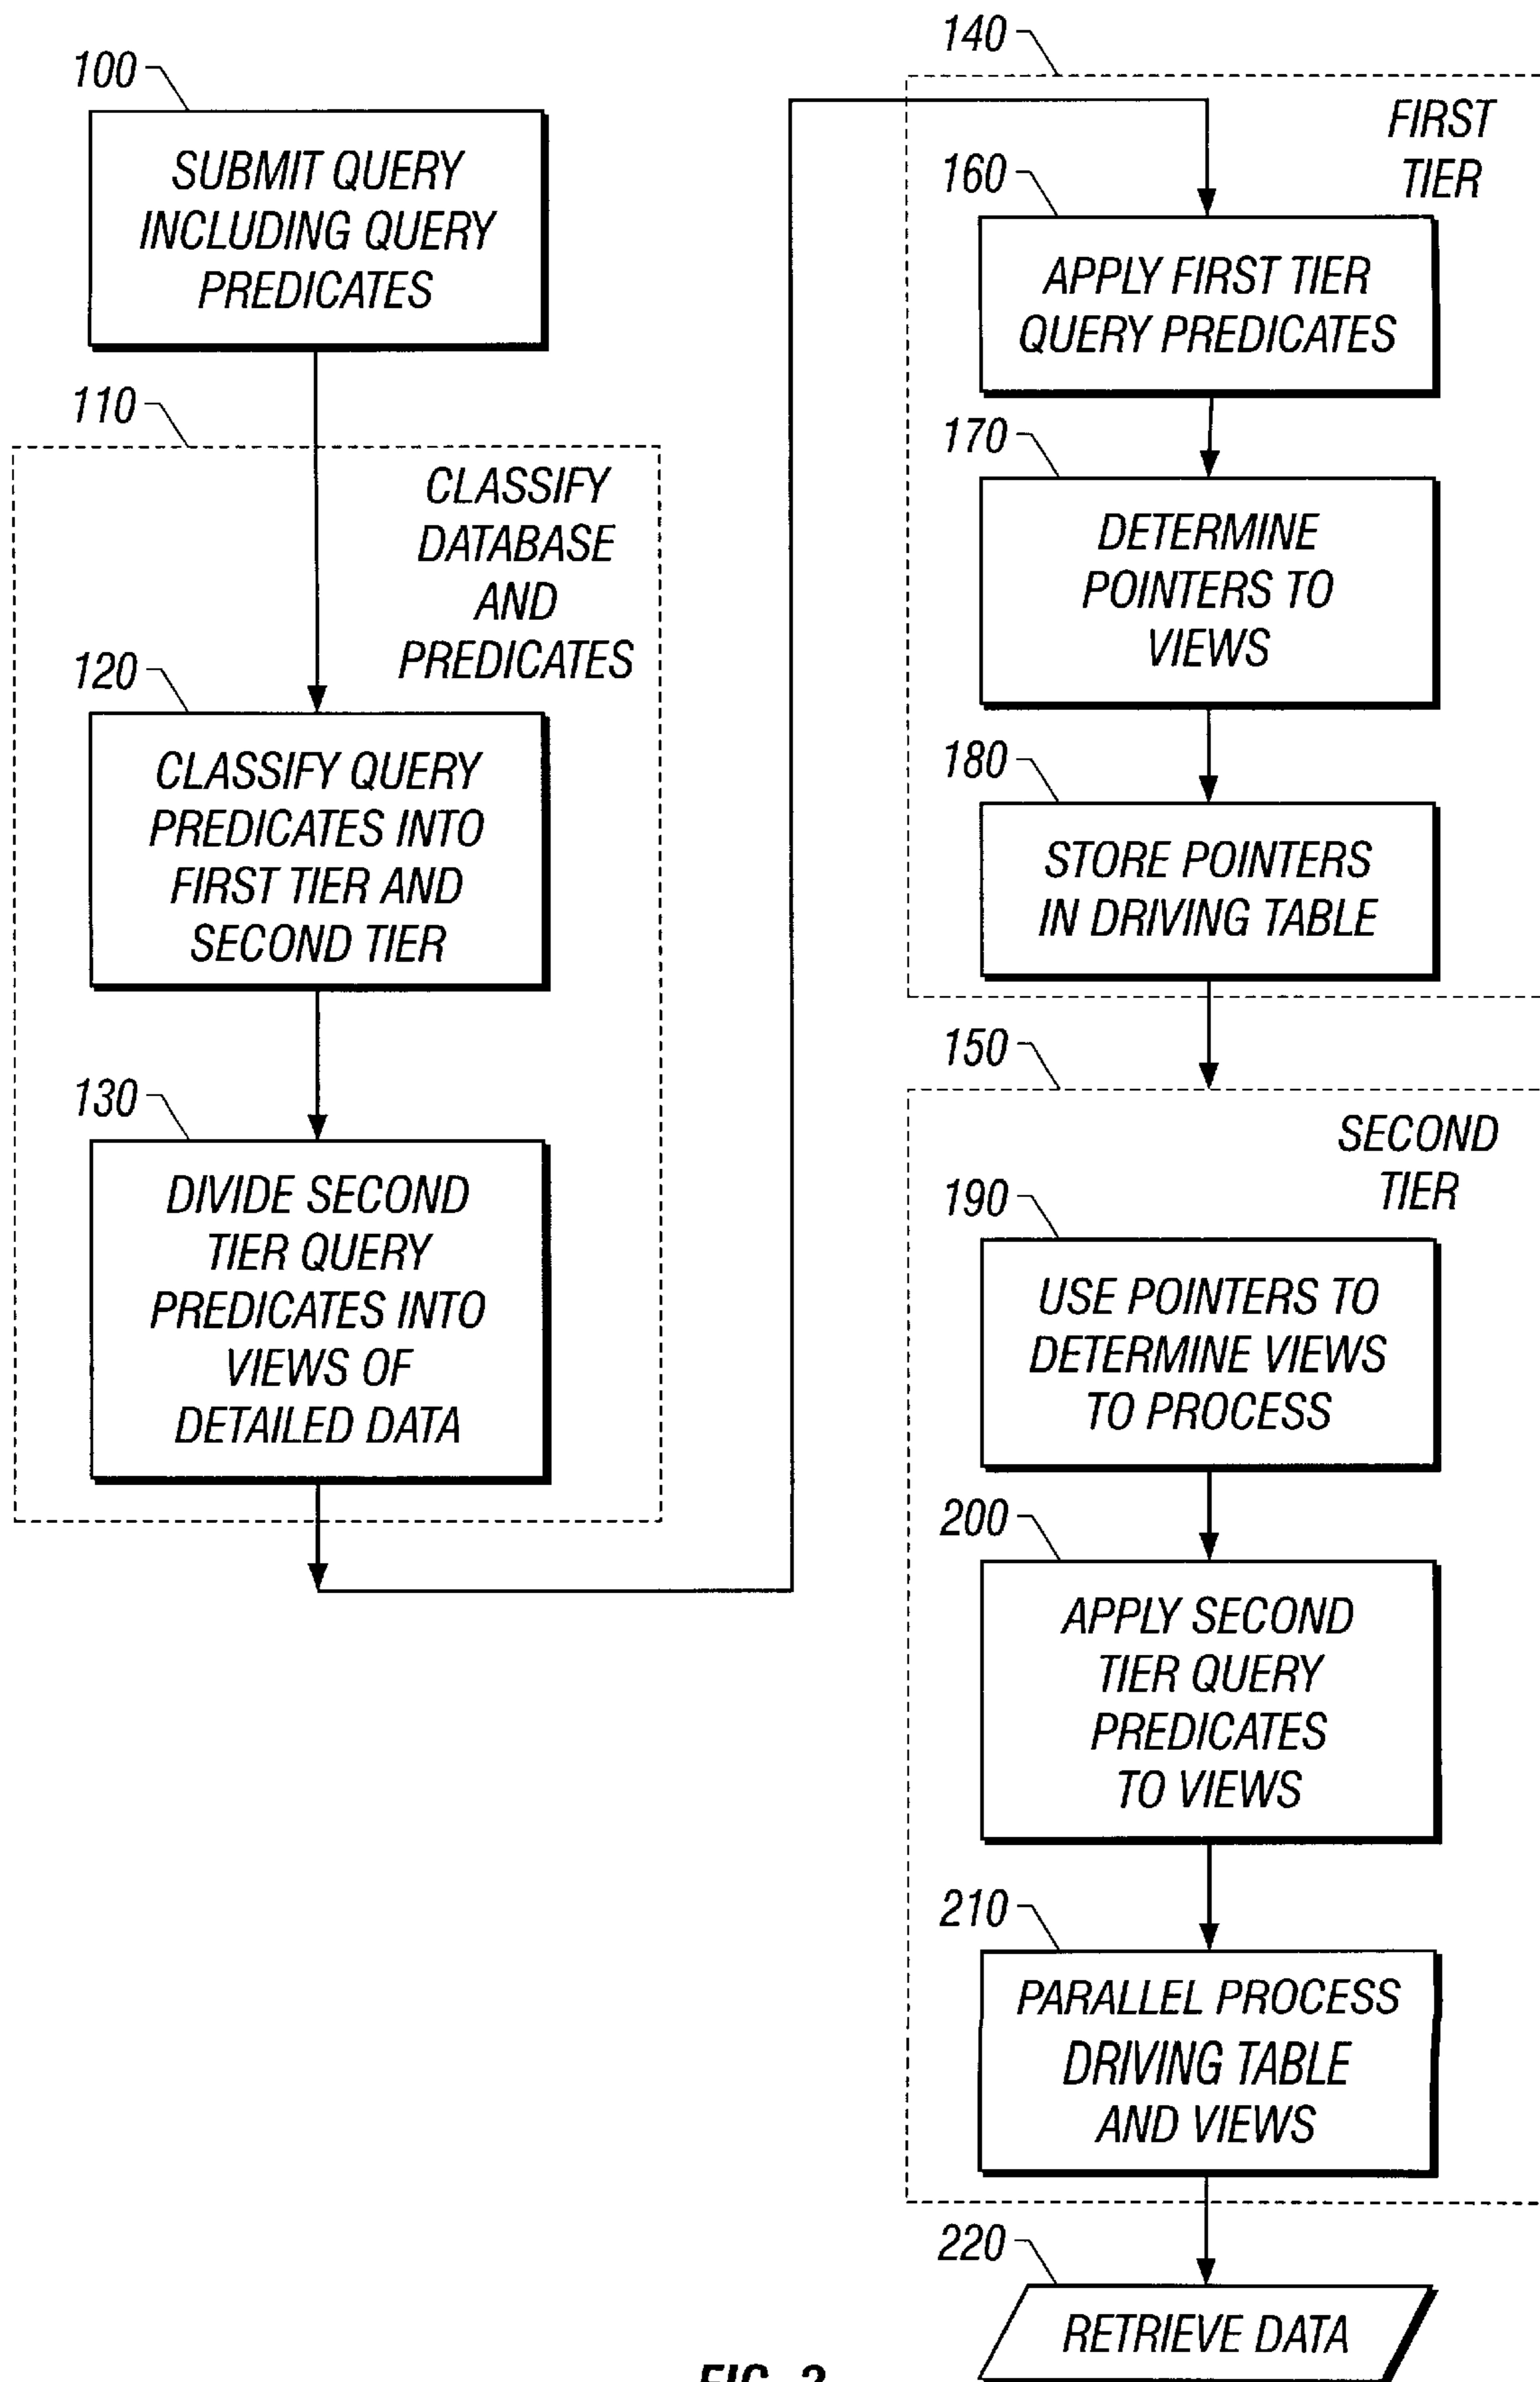 100
SUBMIT QUERY
INCLUDING QUERY
PREDICATES
110
CLASSIFY
DATABASE
AND
PREDICATES
120
CLASSIFY QUERY
PREDICATES INTO
FIRST TIER AND
SECOND TIER
130
DIVIDE SECOND
TIER QUERY
PREDICATES INTO
VIEWS OF
DETAILED DATA
140
FIRST
TIER
160
APPLY FIRST TIER
QUERY PREDICATES
170
DETERMINE
POINTERS TO
VIEWS
180
STORE POINTERS
IN DRIVING TABLE
150
SECOND
TIER
190
USE POINTERS TO
DETERMINE VIEWS
TO PROCESS
200
APPLY SECOND
TIER QUERY
PREDICATES
TO VIEWS
210
PARALLEL PROCESS
DRIVING TABLE
AND VIEWS
220
RETRIEVE DATA
FIG.